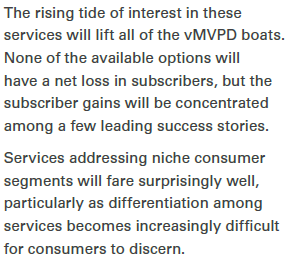 The rising tide of interest in these
services will lift all of the vMVPD boats.
None of the available options will
have a net loss in subscribers, but the
subscriber gains will be concentrated
among a few leading success stories.
Services addressing niche consumer
segments will fare surprisingly well,
particularly as differentiation among
services becomes increasingly difficult
for consumers to discern.